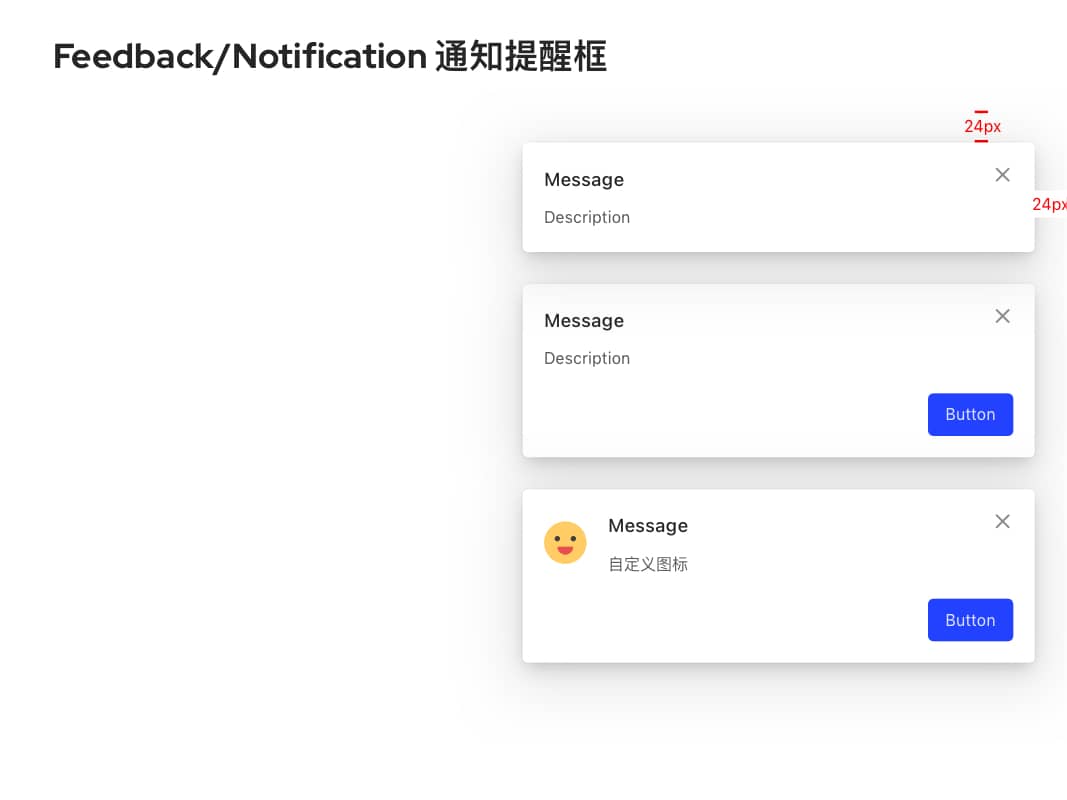 Feedback/Notification 通知提醒框
24px
Message
Description
24px
Message
Description
Button
Message
自定义图标
Button